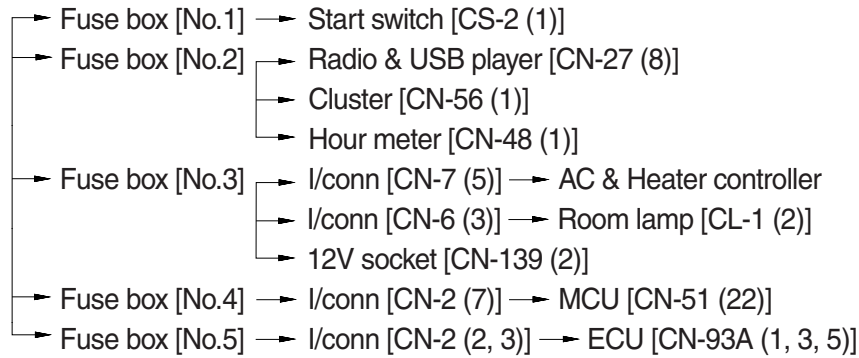 Fuse box [No.1] Start switch [CS-2 (1)]
Fuse box [No.2] Radio & USB player [CN-27 (8)]
Cluster [CN-56 (1)]
Hour meter [CN-48 (1)]
Fuse box [No.3] I/conn [CN-7 (5)] AC & Heater controller
I/conn [CN-6 (3)] Room lamp [CL-1 (2)]
12V socket [CN-139 (2)]
Fuse box [No.4] I/conn [CN-2 (7)] MCU [CN-51 (22)]
Fuse box [No.5] I/conn [CN-2 (2, 3)] ECU [CN-93A (1, 3, 5)]